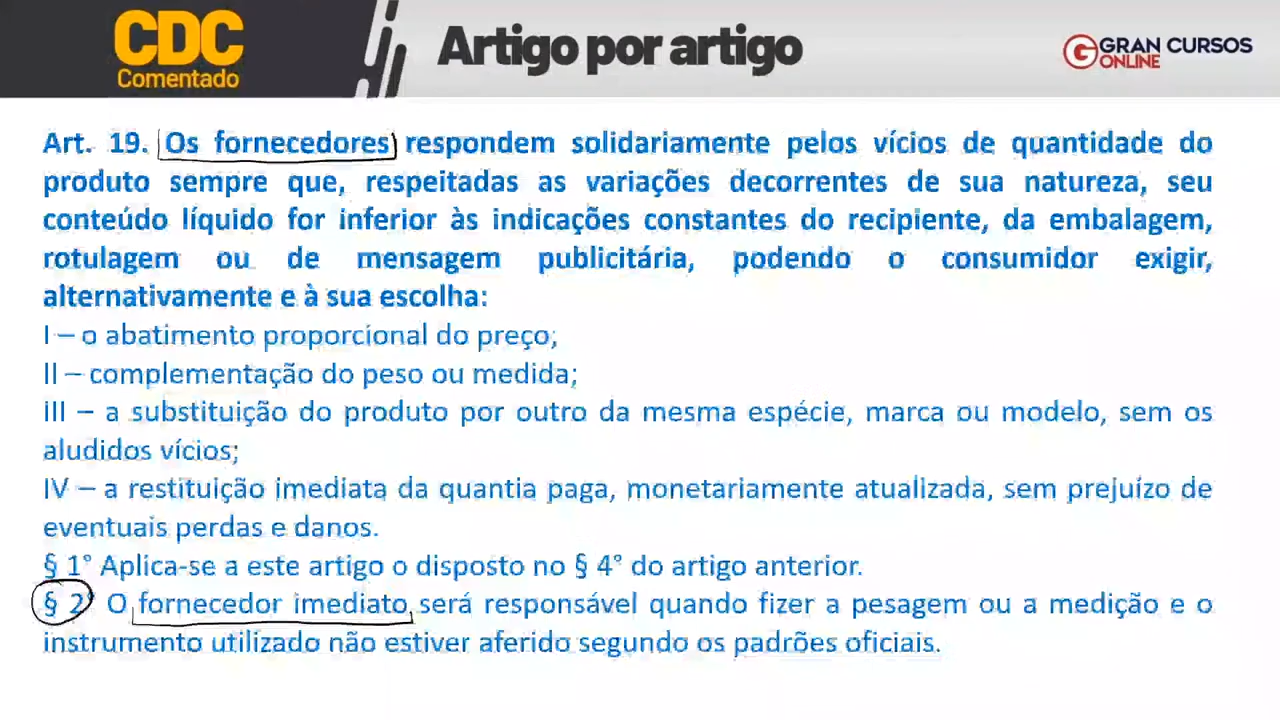 CDC
Comentado
Artigo por artigo
GRAN CURSOS
ONLINE
Art. 19. Os fornecedores respondem solidariamente pelos vícios de quantidade do
produto sempre que, respeitadas as variações decorrentes de sua natureza, seu
conteúdo líquido for inferior às indicações constantes do recipiente, da embalagem,
rotulagem ou de mensagem publicitária, podendo o consumidor exigir,
alternativamente e à sua escolha:
I – o abatimento proporcional do preço;
II – complementação do peso ou medida;
III – a substituição do produto por outro da mesma espécie, marca ou modelo, sem os
aludidos vícios;
IV – a restituição imediata da quantia paga, monetariamente atualizada, sem prejuízo de
eventuais perdas e danos.
§ 1° Aplica-se a este artigo o disposto no § 4° do artigo anterior.
§ 2° O fornecedor imediato será responsável quando fizer a pesagem ou a medição e o
instrumento utilizado não estiver aferido segundo os padrões oficiais.